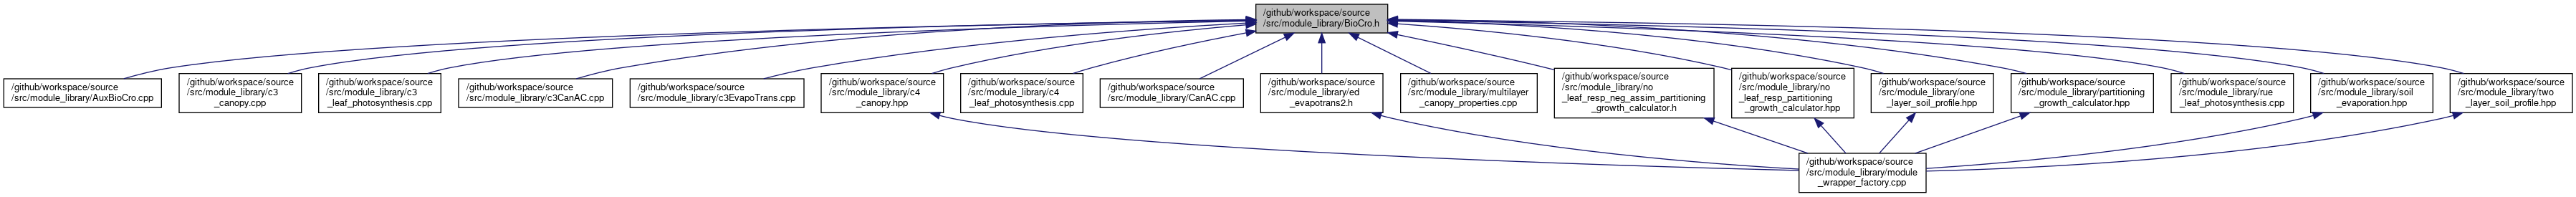 /github/workspace/source
/src/module_library/BioCro.h
/github/workspace/source
/src/module_library/AuxBioCro.cpp
/github/workspace/source
/src/module_library/c3
_canopy.cpp
/github/workspace/source
/src/module_library/c3
_leaf_photosynthesis.cpp
/github/workspace/source
/src/module_library/c3CanAC.cpp
/github/workspace/source
/src/module_library/c3EvapoTrans.cpp
/github/workspace/source
/src/module_library/c4
_canopy.hpp
/github/workspace/source
/src/module_library/c4
_leaf_photosynthesis.cpp
/github/workspace/source
/src/module_library/CanAC.cpp
/github/workspace/source
/src/module_library/ed
_evapotrans2.h
/github/workspace/source
/src/module_library/multilayer
_canopy_properties.cpp
/github/workspace/source
/src/module_library/no
_leaf_resp_neg_assim_partitioning
_growth_calculator.h
/github/workspace/source
/src/module_library/no
_leaf_resp_partitioning
_growth_calculator.hpp
/github/workspace/source
/src/module_library/one
_layer_soil_profile.hpp
/github/workspace/source
/src/module_library/partitioning
_growth_calculator.hpp
/github/workspace/source
/src/module_library/rue
_leaf_photosynthesis.cpp
/github/workspace/source
/src/module_library/soil
_evaporation.hpp
/github/workspace/source
/src/module_library/two
_layer_soil_profile.hpp
/github/workspace/source
/src/module_library/module
_wrapper_factory.cpp